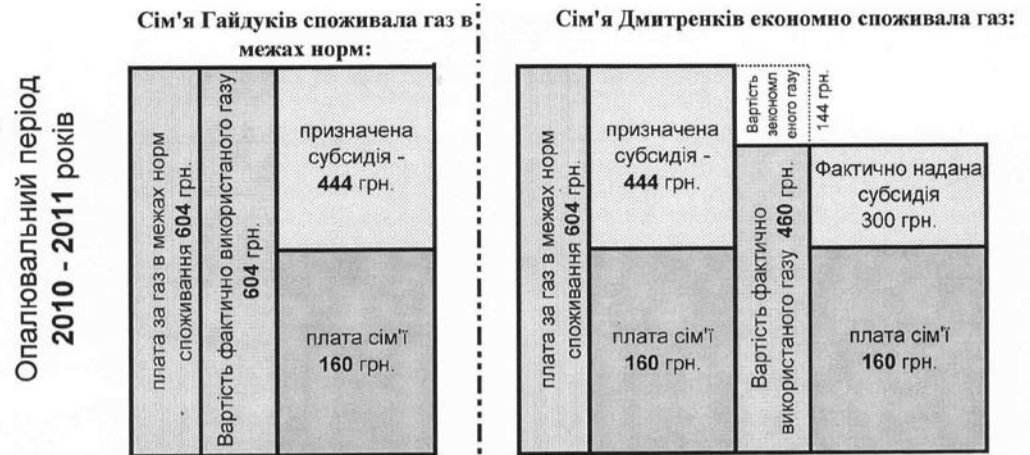 Опалювальний період
2010 - 2011 років
Сім'я Гайдуків споживала газ в
межах норм:
плата за газ в межах норм
споживання 604 грн.
Вартість фактично використаного газу
604 грн.
призначена
субсидія -
444 грн.
плата сім'ї
160 грн.
Сім'я Дмитренків економно споживала газ:
плата за газ в межах норм
споживання 604 грн.
призначена
субсидія -
444 грн.
плата сім'ї
160 грн.
Вартість
зекономл
еного газу
144 грн.
Вартість фактично
використаного газу 460 грн.
Фактично надана
субсидія
300 грн.
плата сім'ї
160 грн.